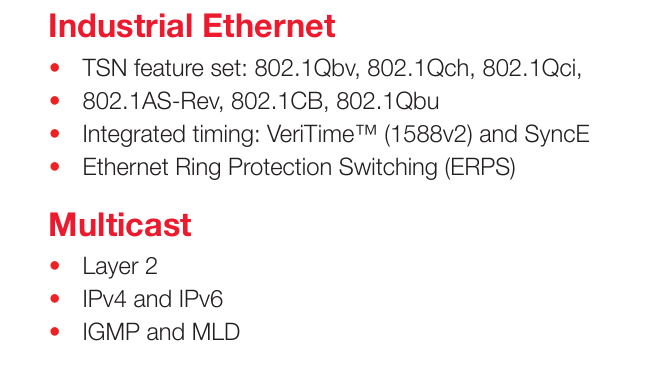 Industrial Ethernet
• TSN feature set: 802.1Qbv, 802.1Qch, 802.1Qci,
• 802.1AS-Rev, 802.1CB, 802.1Qbu
• Integrated timing: VeriTime™ (1588v2) and SyncE
• Ethernet Ring Protection Switching (ERPS)
Multicast
• Layer 2
• IPv4 and IPv6
• IGMP and MLD